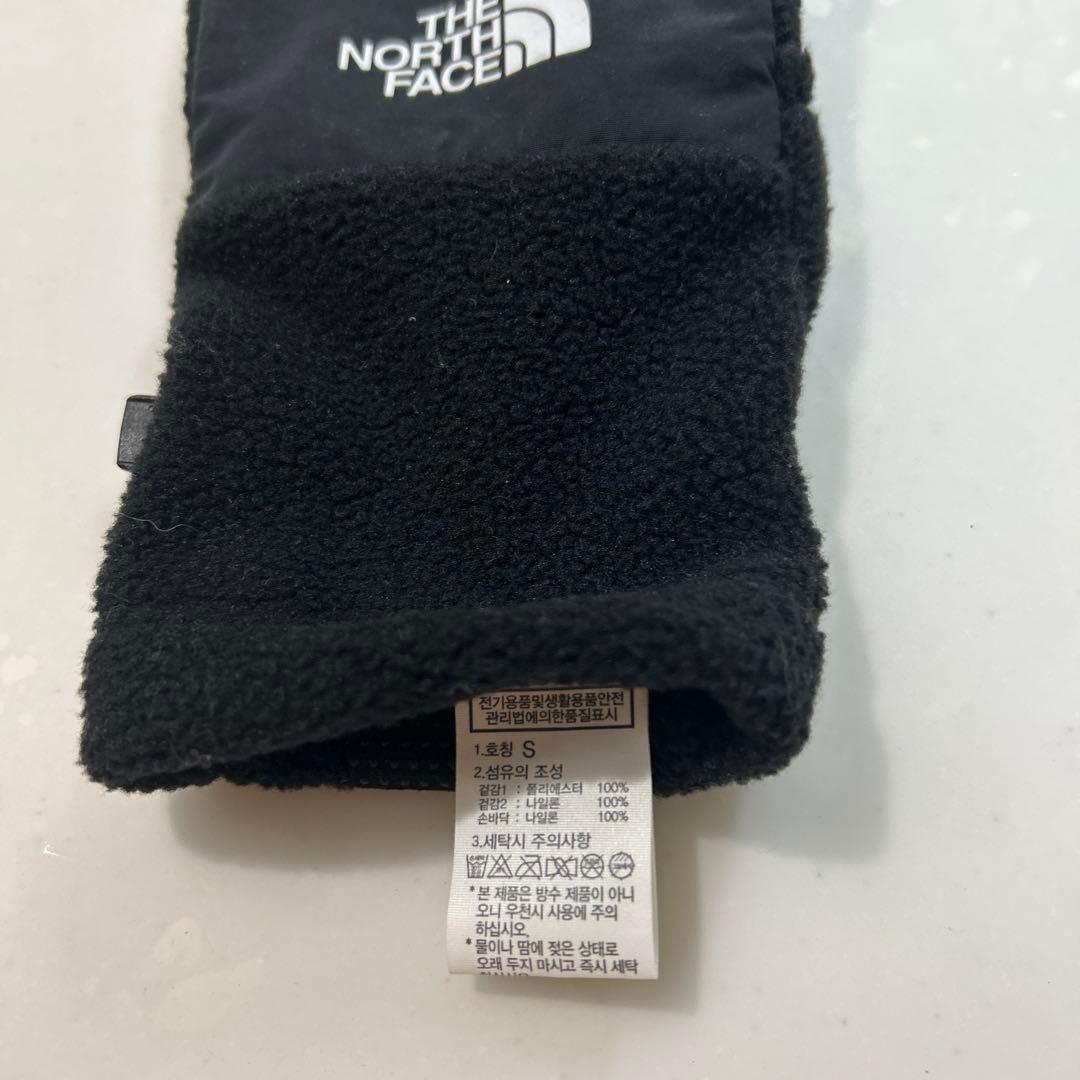 THE
NORTH
FACE
전기용품및생활용품안전
관리법에의한품질표시
1.호칭 S
2.섬유의 조성
겉감1 : 폴리에스터 100%
겉감2 : 나일론 100%
손바닥 : 나일론 100%
3.세탁시 주의사항
*본 제품은 방수 제품이 아니
오니 우천시 사용에 주의
하십시오.
*물이나 땀에 젖은 상태로
오래 두지 마시고 즉시 세탁